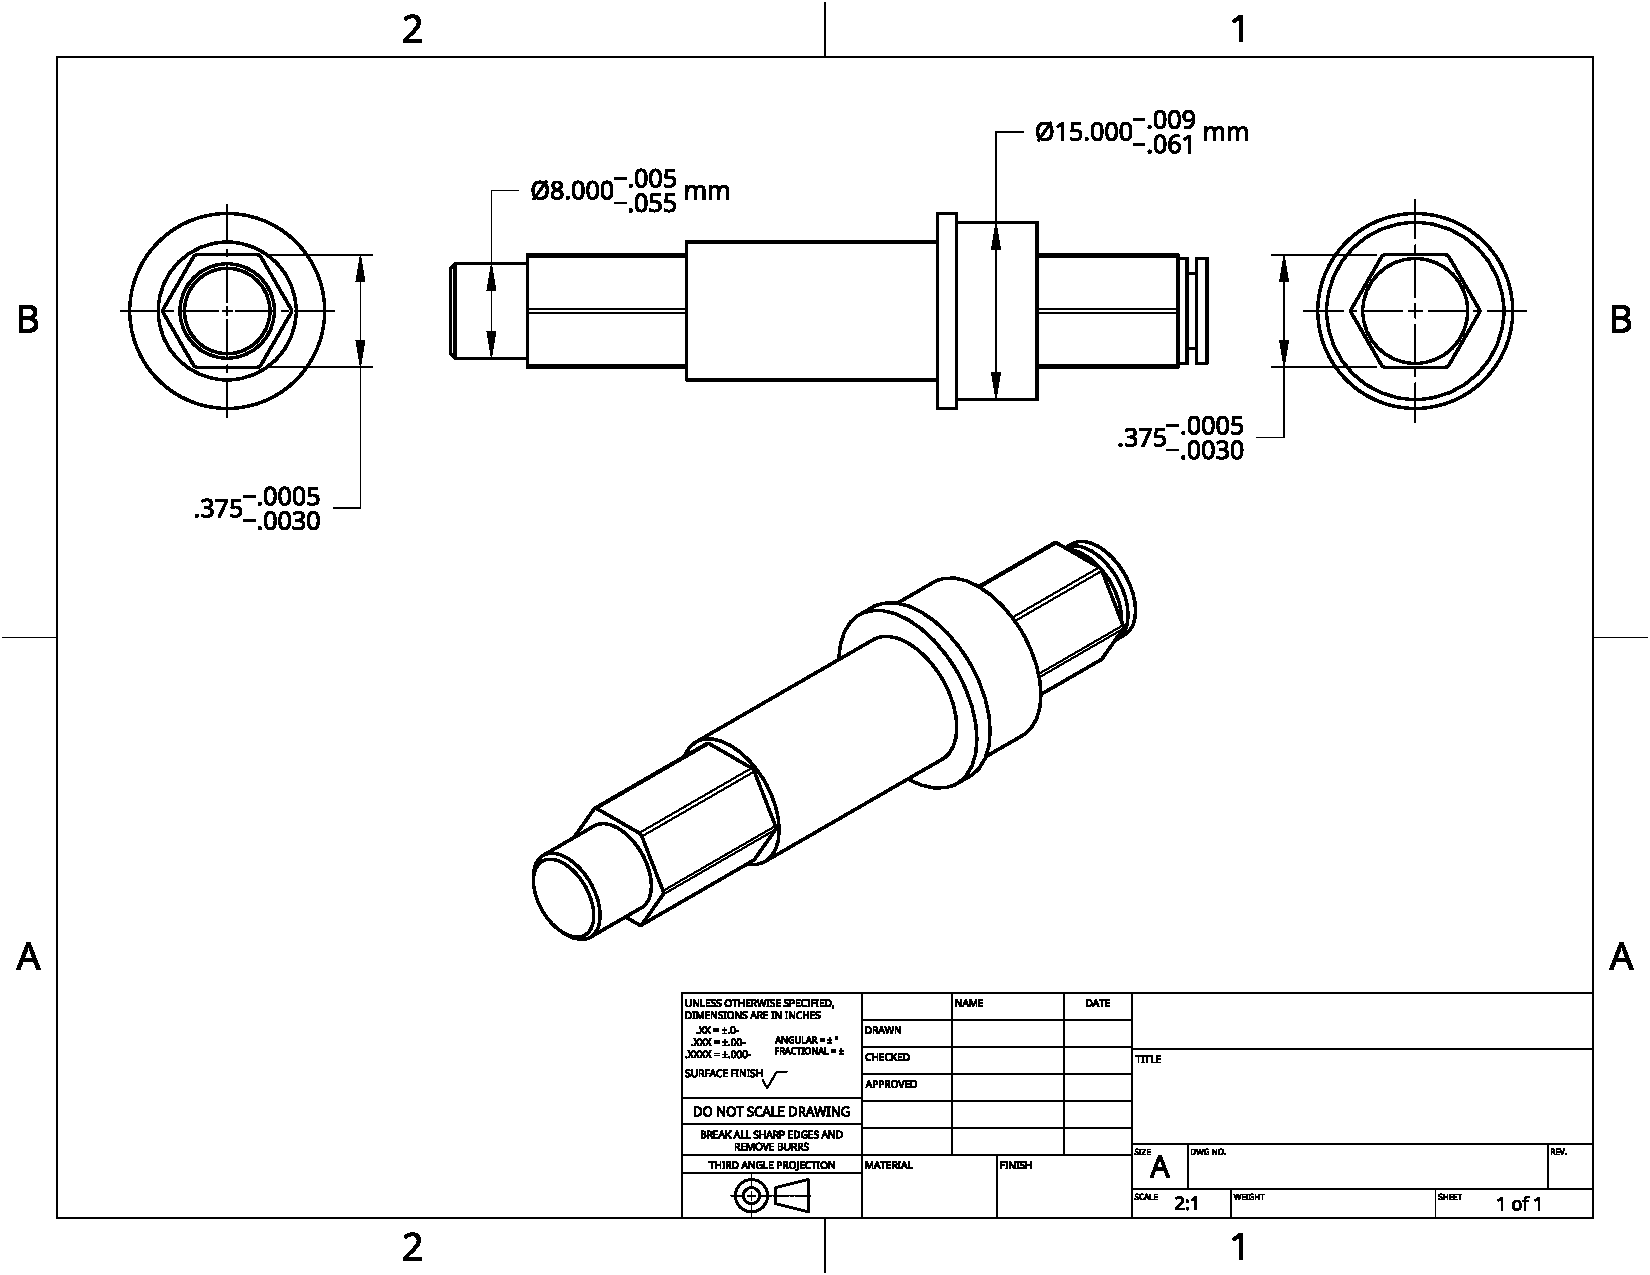 2 1
Ø15.000 -.009 -.061 mm
Ø8.000 -.005 -.055 mm
B B
.375 -.0005 -.0030
.375 -.0005 -.0030
A A
UNLESS OTHERWISE SPECIFIED,
DIMENSIONS ARE IN INCHES
.XX = ±.0-
.XXX = ±.00-
.XXXX = ±.000-
ANGULAR = ± °
FRACTIONAL = ±
SURFACE FINISH
DO NOT SCALE DRAWING
BREAK ALL SHARP EDGES AND
REMOVE BURRS
THIRD ANGLE PROJECTION
NAME DATE
DRAWN
CHECKED
APPROVED
MATERIAL FINISH
TITLE
SIZE A DWG NO. REV.
SCALE 2:1 WEIGHT SHEET 1 of 1
2 1